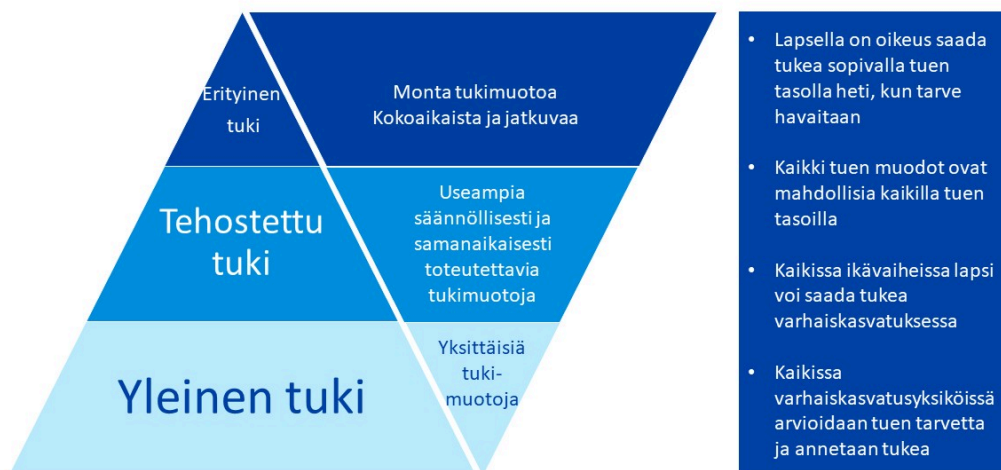 Erityinen
tuki
Monta tukimuotoa
Kokoaikaista ja jatkuvaa
Tehostettu
tuki
Useampia
säännöllisesti ja
samanaikaisesti
toteutettavia
tukimuotoja
Yleinen tuki
Yksittäisiä
tuki-
muotoja
• Lapsella on oikeus saada
tukea sopivalla tuen
tasolla heti, kun tarve
havaitaan
• Kaikki tuen muodot ovat
mahdollisia kaikilla tuen
tasoilla
• Kaikissa ikävaiheissa lapsi
voi saada tukea
varhaiskasvatuksessa
• Kaikissa
varhaiskasvatusyksiköissä
arvioidaan tuen tarvetta
ja annetaan tukea